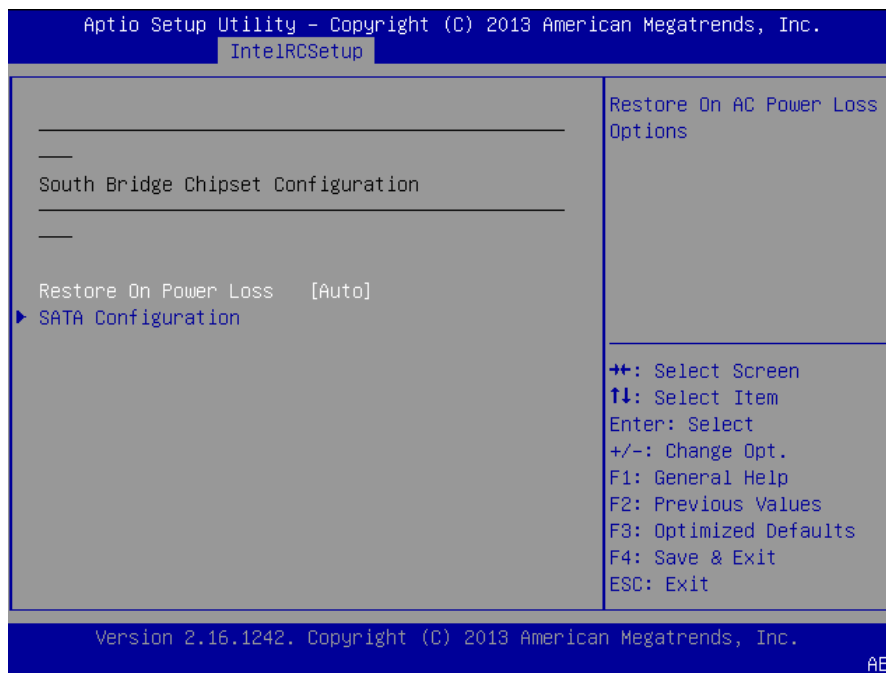 Aptio Setup Utility – Copyright (C) 2013 American Megatrends, Inc.
IntelRCSetup
South Bridge Chipset Configuration
Restore On Power Loss [Auto]
SATA Configuration
Restore On AC Power Loss
Options
→←: Select Screen
↑↓: Select Item
Enter: Select
+/-: Change Opt.
F1: General Help
F2: Previous Values
F3: Optimized Defaults
F4: Save & Exit
ESC: Exit
Version 2.16.1242. Copyright (C) 2013 American Megatrends, Inc.